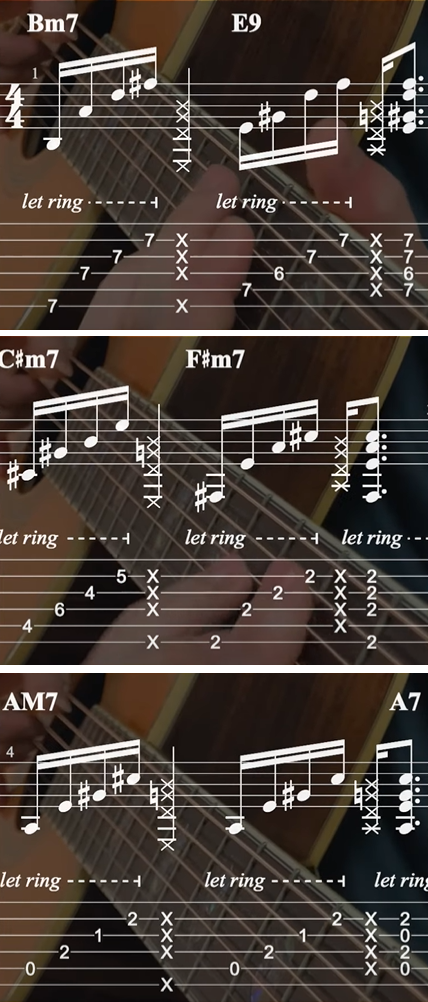 Bm7 E9
1
4
4
let ring let ring
7 X 7 X 7
7 X 7 X 7
7 X 6 X 6
7 X 7
7 X
C♯m7 F♯m7
let ring let ring let ring
5 X 2 X 2
4 X 2 X 2
6 X 2 X 2
4 X
X 2 2
AM7 A7
4
let ring let ring let ring
2 X 2 X 2
1 X 1 X 0
2 X 2 X 2
0 0 X 0
X